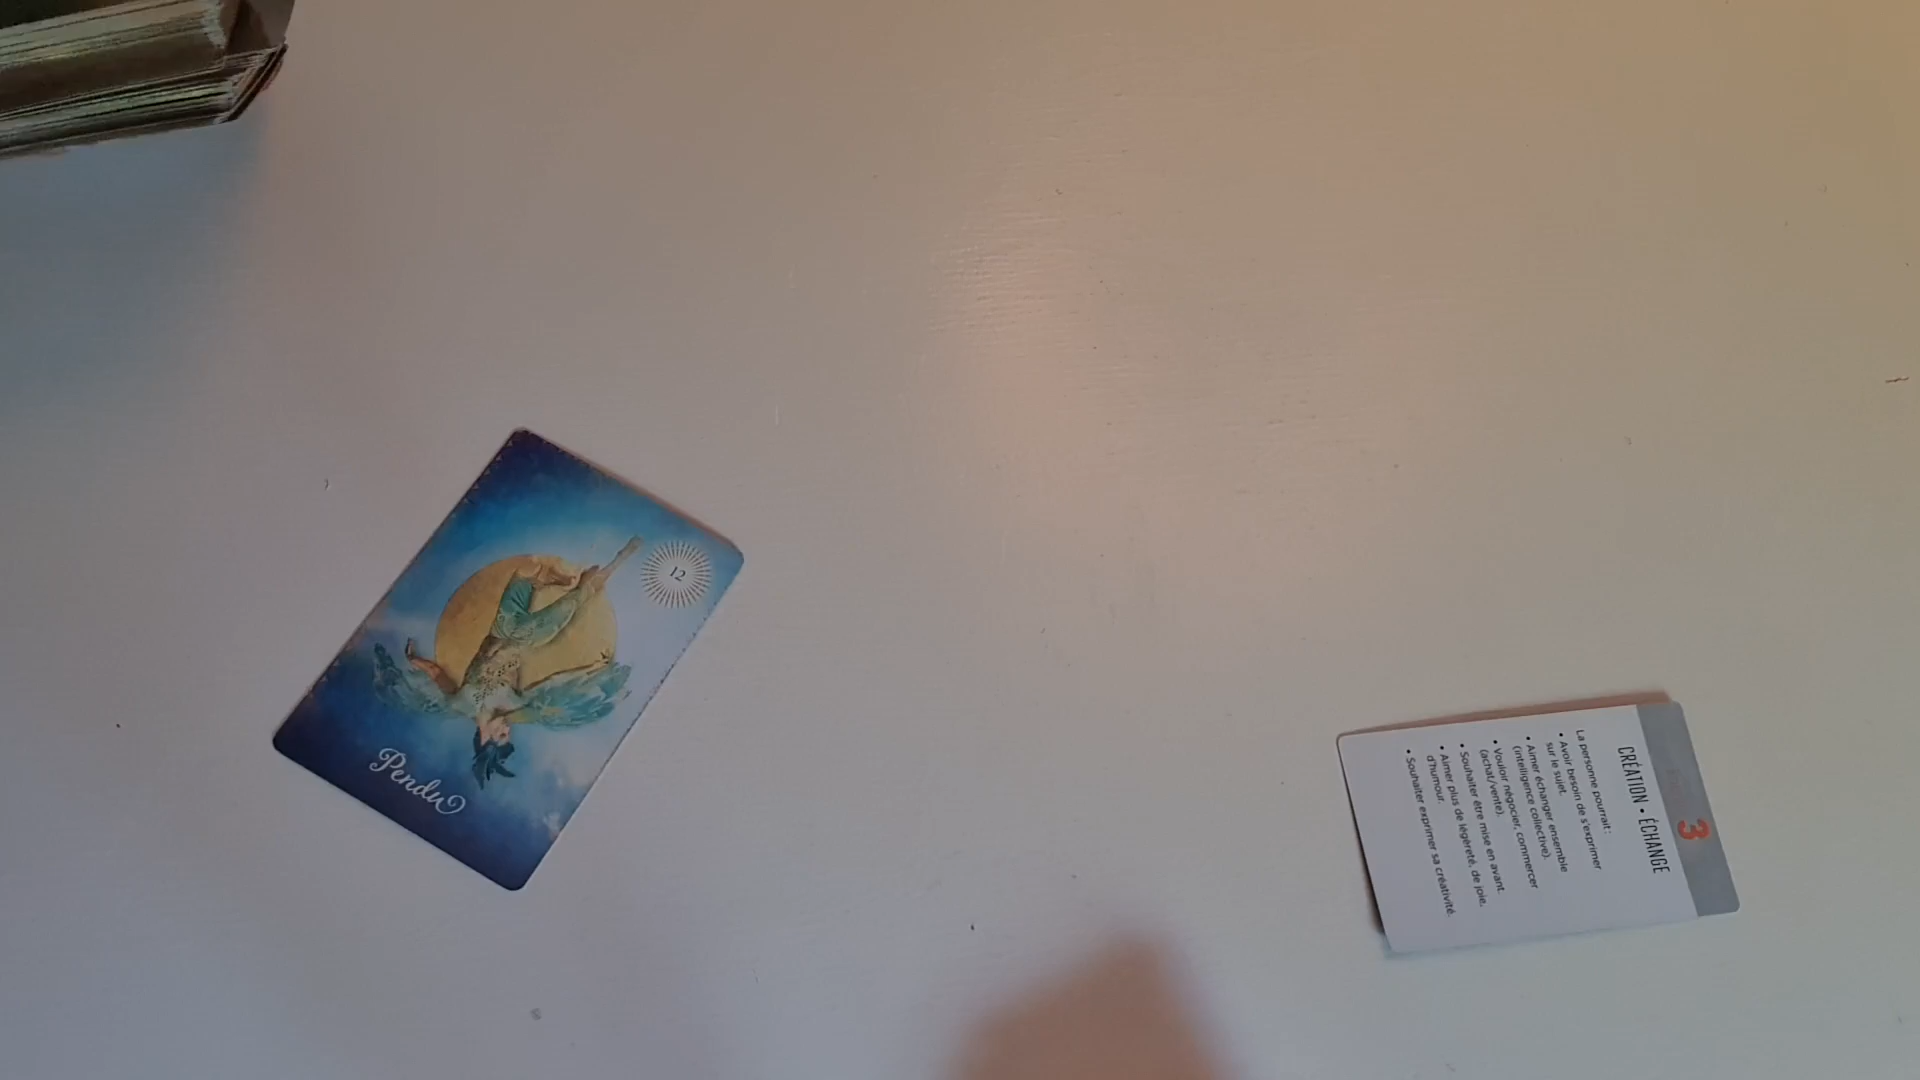 12
Pendu
3
CRÉATION • ÉCHANGE
La personne pourrait :
• Avoir besoin de s'exprimer
sur le sujet.
• Aimer échanger ensemble
(intelligence collective).
• Vouloir négocier, commercer
(achat/vente).
• Souhaiter être mise en avant.
• Aimer plus de légèreté, de joie,
d'humour.
• Souhaiter exprimer sa créativité.